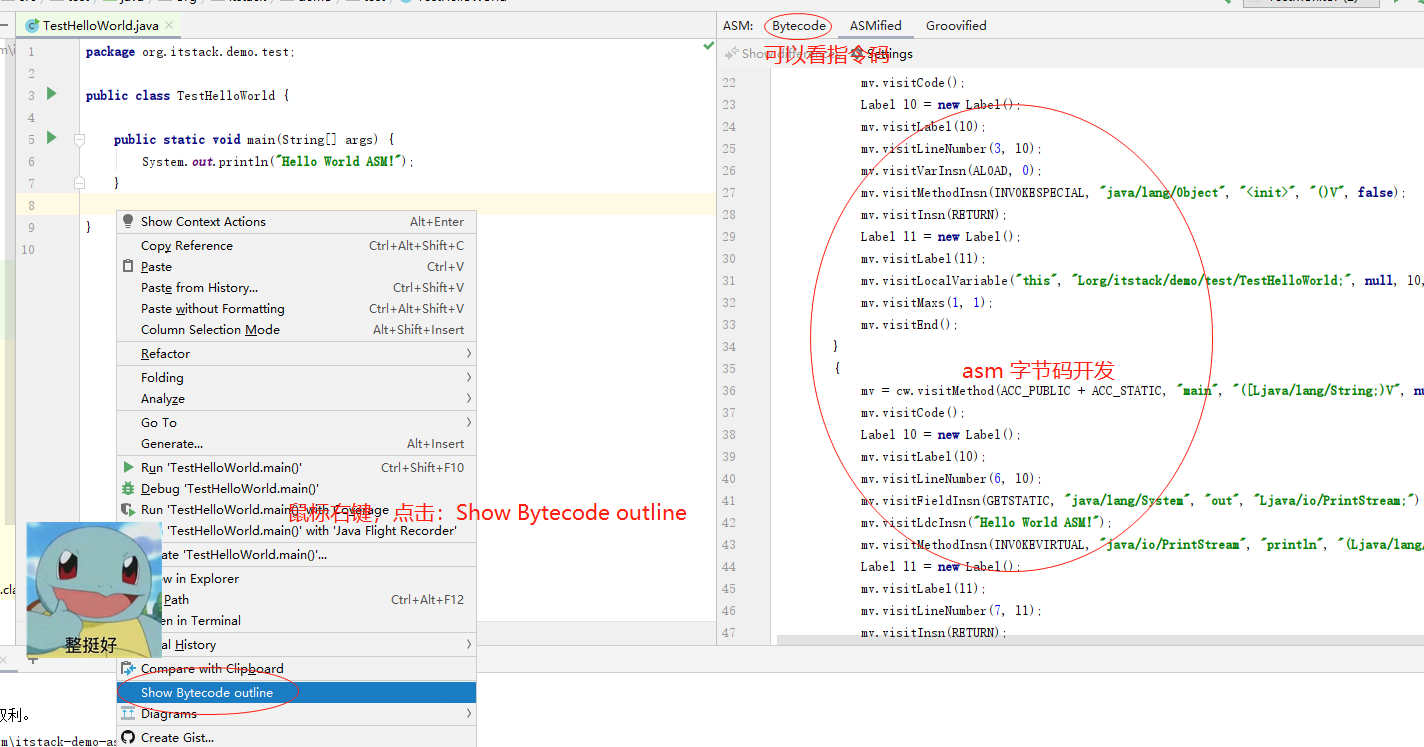 TestHelloWorld.java
1 package org.itstack.demo.test;
2
3 public class TestHelloWorld {
4
5 public static void main(String[] args) {
6 System.out.println("Hello World ASM!");
7 }
8
9 }
10
Show Context Actions Alt+Enter
Copy Reference Ctrl+Alt+Shift+C
Paste Ctrl+V
Paste from History... Ctrl+Shift+V
Paste without Formatting Ctrl+Alt+Shift+V
Column Selection Mode Alt+Shift+Insert
Refactor
Folding
Analyze
Go To
Generate... Alt+Insert
Run 'TestHelloWorld.main()' Ctrl+Shift+F10
Debug 'TestHelloWorld.main()'
Run 'TestHelloWorld.main()' with Coverage
鼠标右键，点击：Show Bytecode outline
'TestHelloWorld.main()' with 'Java Flight Recorder'
ate 'TestHelloWorld.main()'...
in Explorer
Path Ctrl+Alt+F12
en in Terminal
al History
整挺好
Compare with Clipboard
Show Bytecode outline
Diagrams
Create Gist...
.cla
权利。
m\itstack-demo-as
ASM: Bytecode ASMified Groovified
Show differences Settings
可以看指令码
22 mv.visitCode();
23 Label l0 = new Label();
24 mv.visitLabel(l0);
25 mv.visitLineNumber(3, l0);
26 mv.visitVarInsn(ALOAD, 0);
27 mv.visitMethodInsn(INVOKESPECIAL, "java/lang/Object", "<init>", "()V", false);
28 mv.visitInsn(RETURN);
29 Label l1 = new Label();
30 mv.visitLabel(l1);
31 mv.visitLocalVariable("this", "Lorg/itstack/demo/test/TestHelloWorld;", null, l0,
32 mv.visitMaxs(1, 1);
33 mv.visitEnd();
34 }
35 {
asm 字节码开发
36 mv = cw.visitMethod(ACC_PUBLIC + ACC_STATIC, "main", "([Ljava/lang/String;)V", nu
37 mv.visitCode();
38 Label l0 = new Label();
39 mv.visitLabel(l0);
40 mv.visitLineNumber(6, l0);
41 mv.visitFieldInsn(GETSTATIC, "java/lang/System", "out", "Ljava/io/PrintStream;")
42 mv.visitLdcInsn("Hello World ASM!");
43 mv.visitMethodInsn(INVOKEVIRTUAL, "java/io/PrintStream", "println", "(Ljava/lang/
44 Label l1 = new Label();
45 mv.visitLabel(l1);
46 mv.visitLineNumber(7, l1);
47 mv.visitInsn(RETURN);